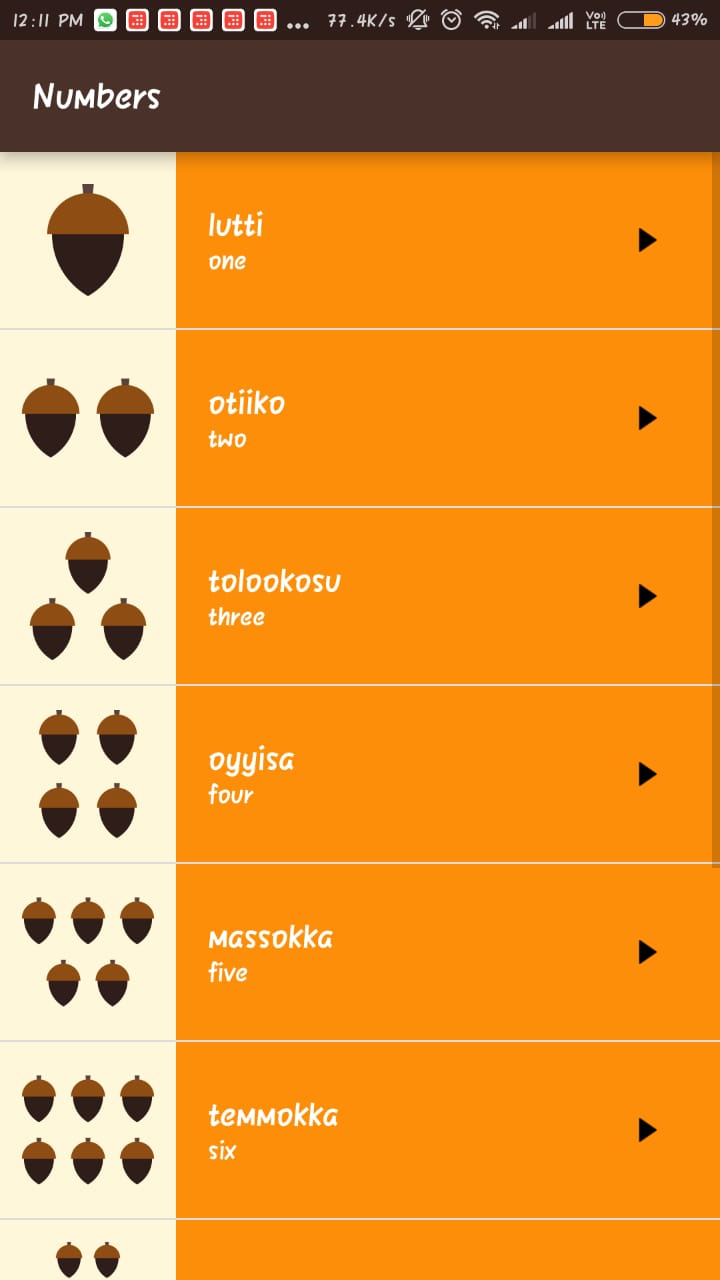 12:11 PM ... 77.4K/s Vo) LTE 43%
Numbers
lutti
one
otiiko
two
tolookosu
three
oyyisa
four
massokka
five
temmokka
six